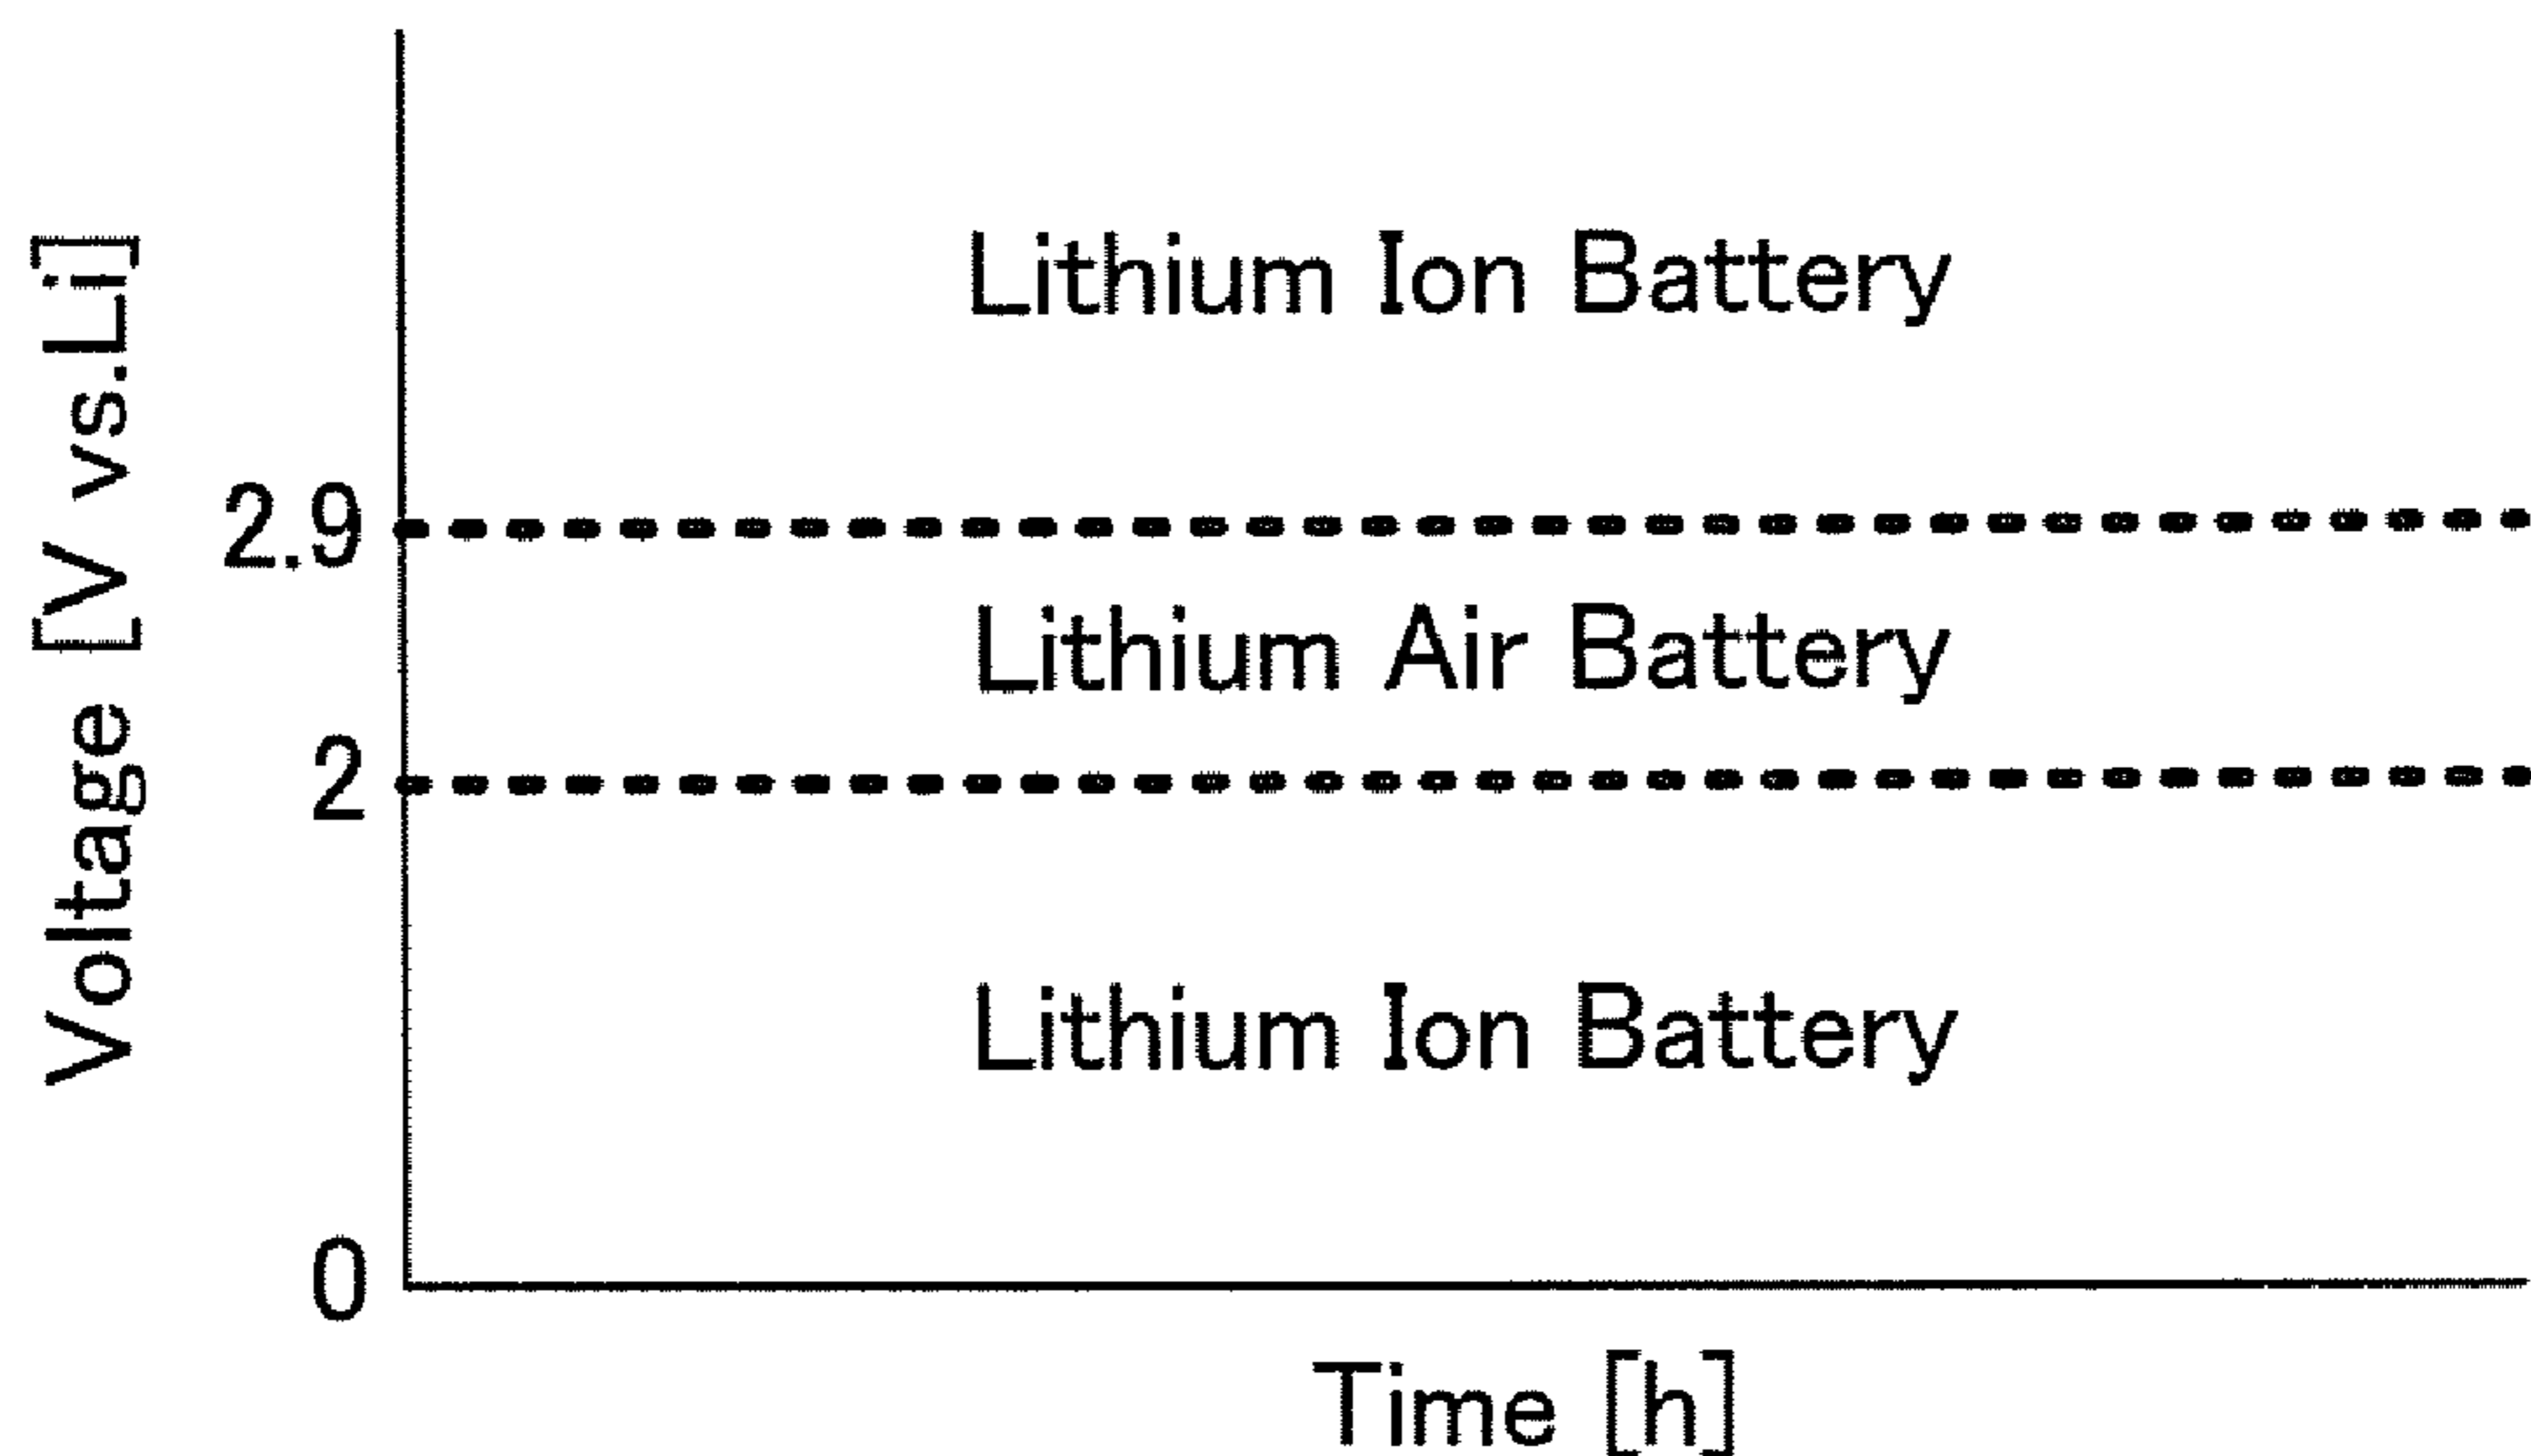 Voltage [V vs.Li]
Lithium Ion Battery
2.9
Lithium Air Battery
2
Lithium Ion Battery
0
Time [h]